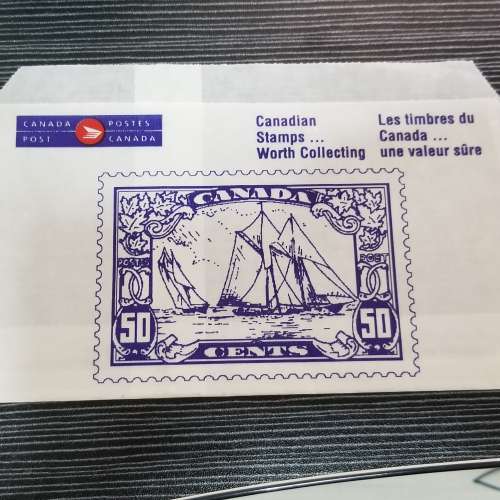 CANADA POSTES
POST CANADA
Canadian
Stamps ...
Worth Collecting
Les timbres du
Canada ...
une valeur sûre
CANADA
POST
50 50
CENTS